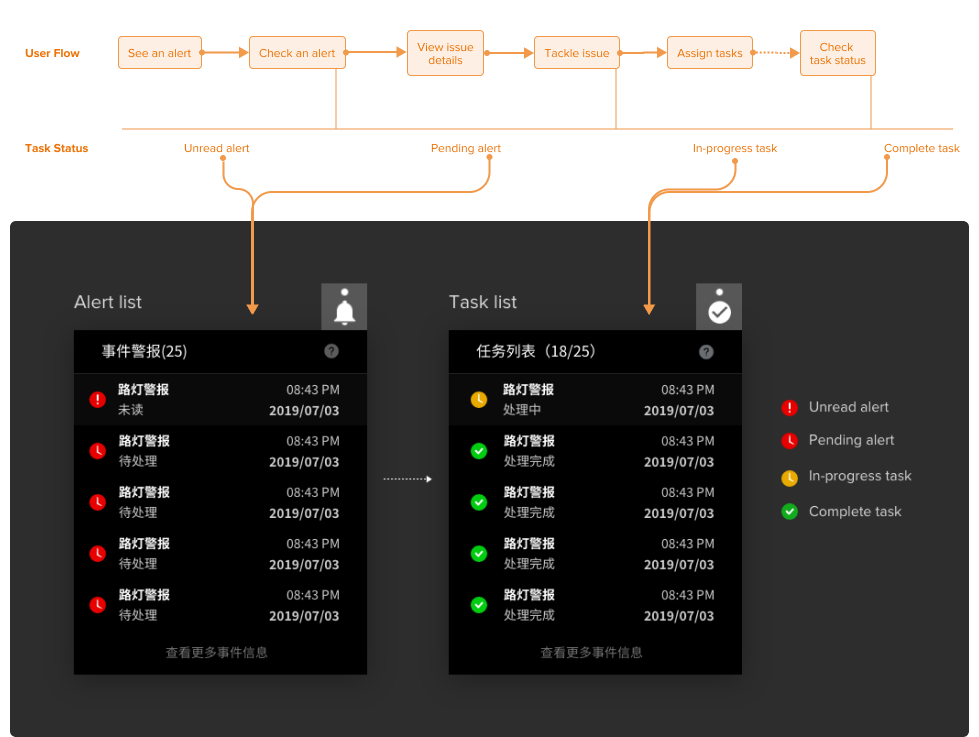 User Flow
See an alert
Check an alert
View issue
details
Tackle issue
Assign tasks
Check
task status
Task Status
Unread alert
Pending alert
In-progress task
Complete task
Alert list
事件警报(25)
?
路灯警报
08:43 PM
未读
2019/07/03
路灯警报
08:43 PM
待处理
2019/07/03
路灯警报
08:43 PM
待处理
2019/07/03
路灯警报
08:43 PM
待处理
2019/07/03
路灯警报
08:43 PM
待处理
2019/07/03
查看更多事件信息
Task list
任务列表（18/25）
?
路灯警报
08:43 PM
处理中
2019/07/03
路灯警报
08:43 PM
处理完成
2019/07/03
路灯警报
08:43 PM
处理完成
2019/07/03
路灯警报
08:43 PM
处理完成
2019/07/03
路灯警报
08:43 PM
处理完成
2019/07/03
查看更多事件信息
Unread alert
Pending alert
In-progress task
Complete task